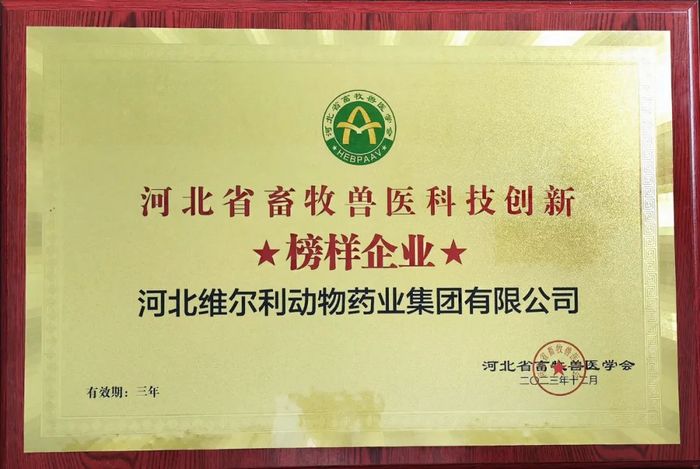 河北省畜牧兽医学会
HEBPAAV
河北省畜牧兽医科技创新
★榜样企业★
河北维尔利动物药业集团有限公司
河北省畜牧兽医学会
二〇二三年十二月
有效期：三年